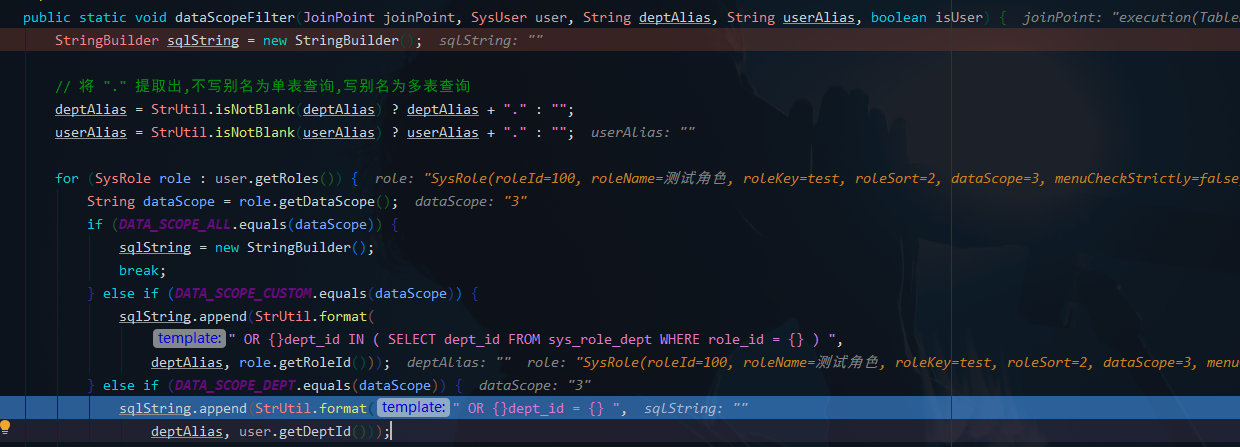 public static void dataScopeFilter(JoinPoint joinPoint, SysUser user, String deptAlias, String userAlias, boolean isUser) {  joinPoint: "execution(Table
StringBuilder sqlString = new StringBuilder();  sqlString: ""
// 将 "." 提取出,不写别名为单表查询,写别名为多表查询
deptAlias = StrUtil.isNotBlank(deptAlias) ? deptAlias + "." : "";
userAlias = StrUtil.isNotBlank(userAlias) ? userAlias + "." : "";  userAlias: ""
for (SysRole role : user.getRoles()) {  role: "SysRole(roleId=100, roleName=测试角色, roleKey=test, roleSort=2, dataScope=3, menuCheckStrictly=false
String dataScope = role.getDataScope();  dataScope: "3"
if (DATA_SCOPE_ALL.equals(dataScope)) {
sqlString = new StringBuilder();
break;
} else if (DATA_SCOPE_CUSTOM.equals(dataScope)) {
sqlString.append(StrUtil.format(
template: " OR {}dept_id IN ( SELECT dept_id FROM sys_role_dept WHERE role_id = {} ) ",
deptAlias, role.getRoleId()));  deptAlias: ""  role: "SysRole(roleId=100, roleName=测试角色, roleKey=test, roleSort=2, dataScope=3, menu
} else if (DATA_SCOPE_DEPT.equals(dataScope)) {  dataScope: "3"
sqlString.append(StrUtil.format( template: " OR {}dept_id = {} ",  sqlString: ""
deptAlias, user.getDeptId()));